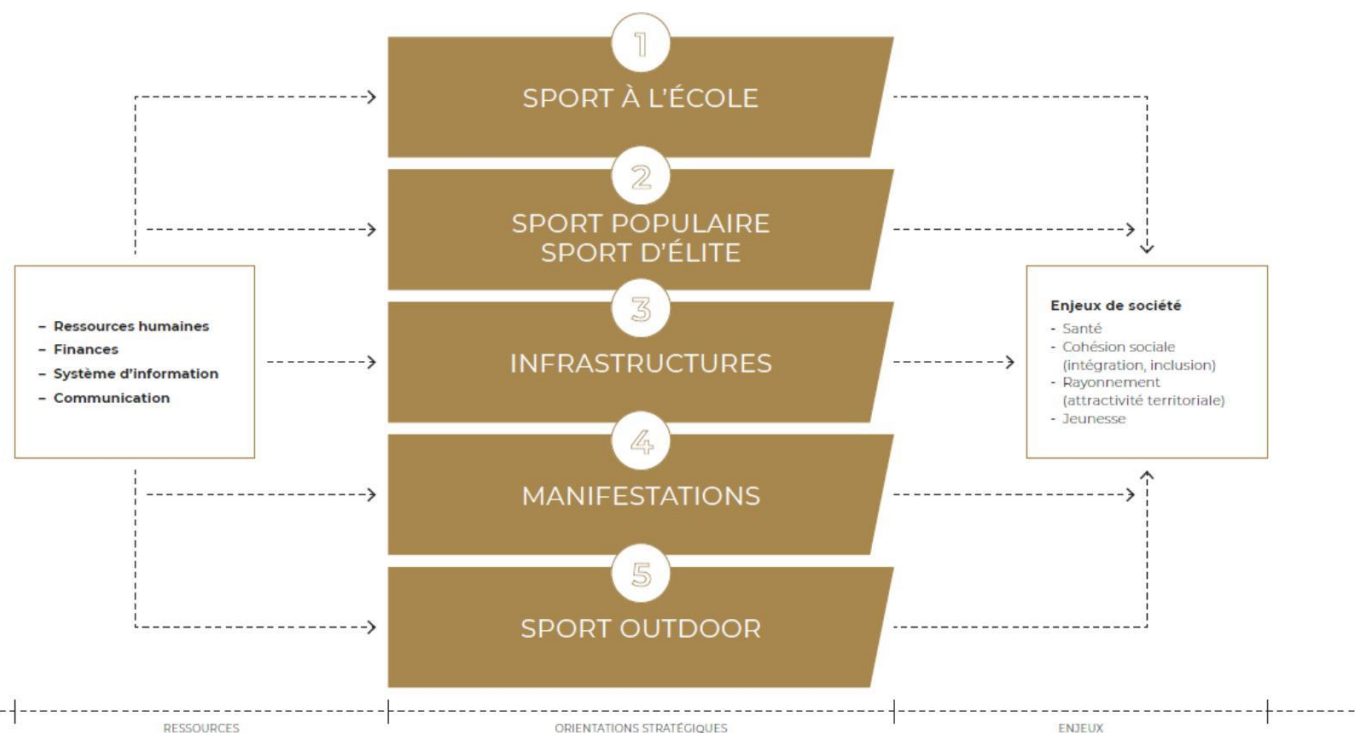 1
SPORT À L'ÉCOLE
2
SPORT POPULAIRE
SPORT D'ÉLITE
3
INFRASTRUCTURES
4
MANIFESTATIONS
5
SPORT OUTDOOR
– Ressources humaines
– Finances
– Système d'information
– Communication
Enjeux de société
- Santé
- Cohésion sociale
(intégration, inclusion)
- Rayonnement
(attractivité territoriale)
- Jeunesse
RESSOURCES
ORIENTATIONS STRATÉGIQUES
ENJEUX